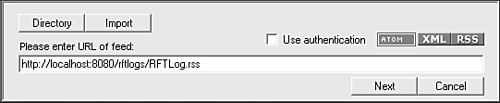 Directory Import
Use authentication ATOM XML RSS
Please enter URL of feed:
http://localhost:8080/rftlogs/RFTLog.rss
Next Cancel